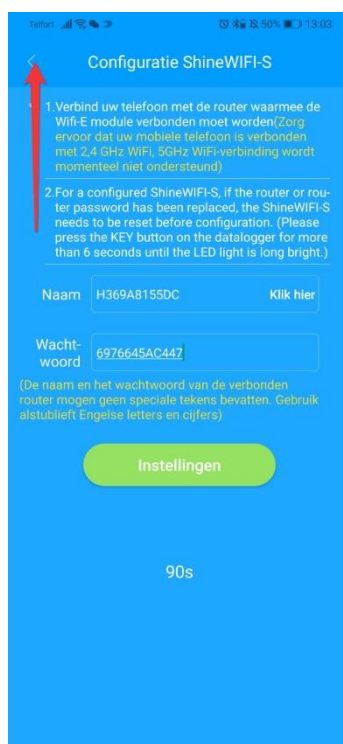 Telfort 50% 13:03
Configuratie ShineWIFI-S
1.Verbind uw telefoon met de router waarmee de
Wifi-E module verbonden moet worden(Zorg
ervoor dat uw mobiele telefoon is verbonden
met 2,4 GHz WiFi, 5GHz WiFi-verbinding wordt
momenteel niet ondersteund)
2.For a configured ShineWIFI-S, if the router or rou-
ter password has been replaced, the ShineWIFI-S
needs to be reset before configuration. (Please
press the KEY button on the datalogger for more
than 6 seconds until the LED light is long bright.)
Naam H369A8155DC Klik hier
Wacht-
woord 6976645AC447
(De naam en het wachtwoord van de verbonden
router mogen geen speciale tekens bevatten. Gebruik
alstublieft Engelse letters en cijfers)
Instellingen
90s